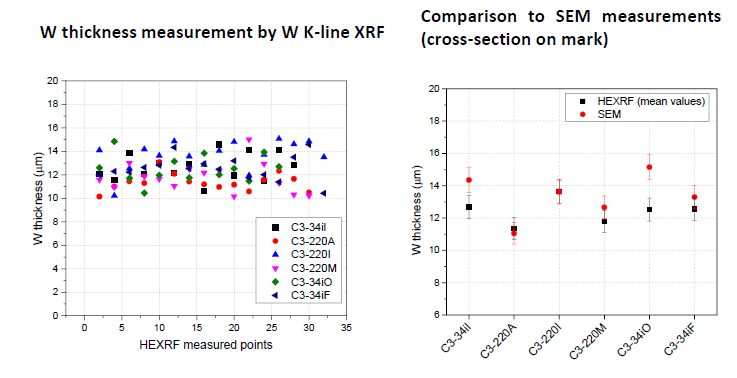 W thickness measurement by W K-line XRF
Comparison to SEM measurements
(cross-section on mark)
20
18
16
14
12
10
8
6
4
2
0
W thickness (μm)
0 5 10 15 20 25 30 35
HEXRF measured points
C3-34iI
C3-220A
C3-220I
C3-220M
C3-34iO
C3-34iF
20
18
16
14
12
10
8
6
W thickness (μm)
HEXRF (mean values)
SEM
C3-34iI
C3-220A
C3-220I
C3-220M
C3-34iO
C3-34iF